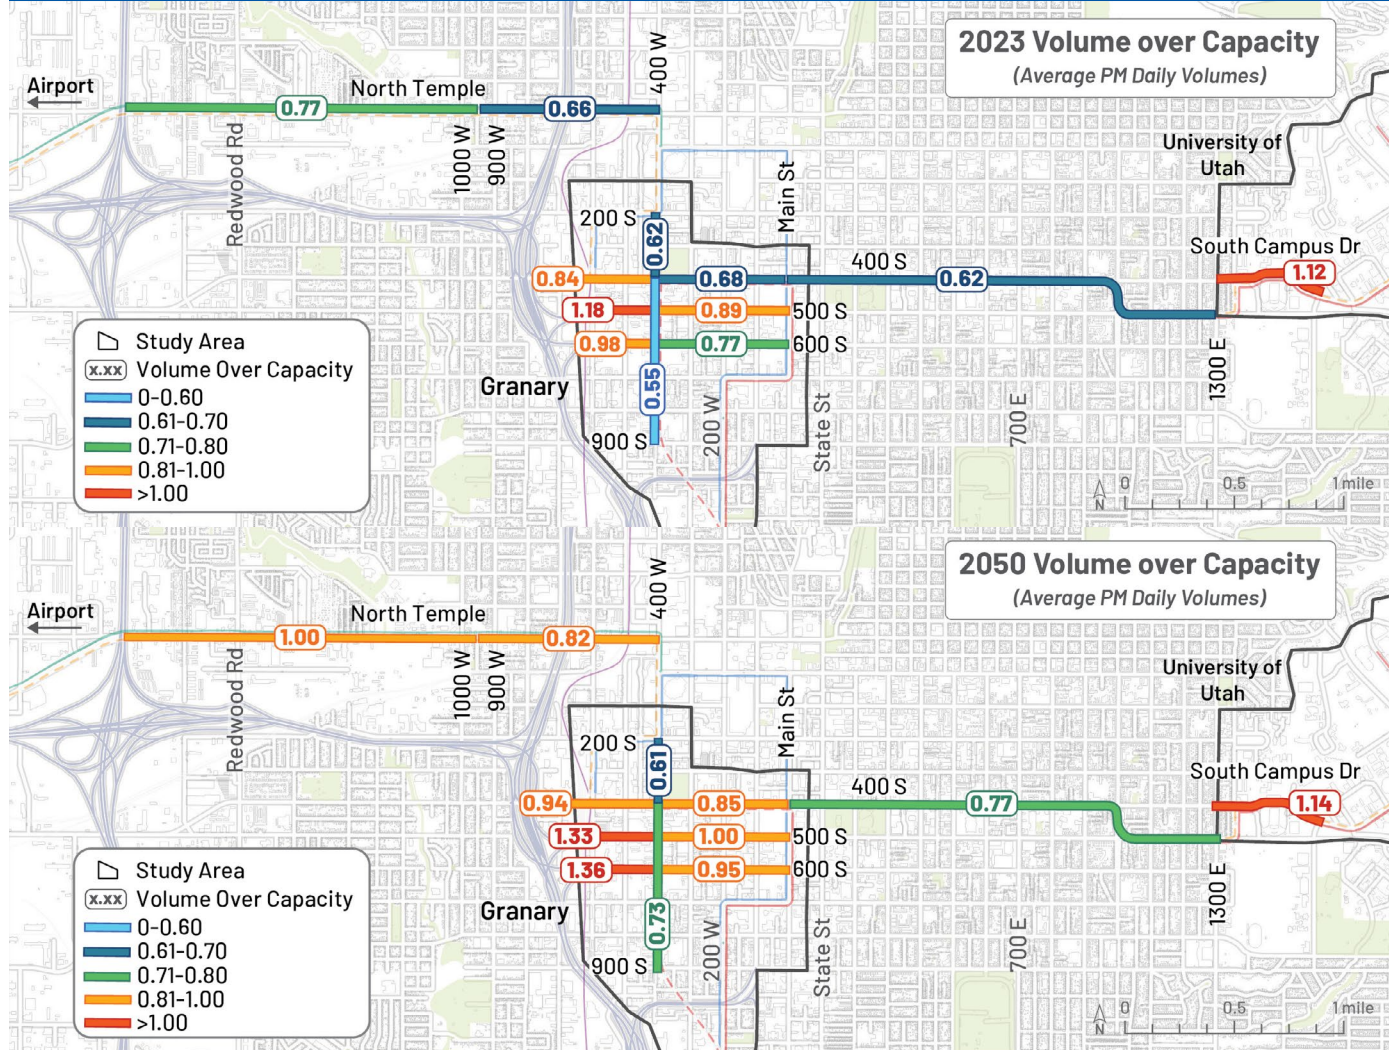 2023 Volume over Capacity
(Average PM Daily Volumes)
400 W
Airport
North Temple
0.77
0.66
Redwood Rd
1000 W
900 W
University of
Utah
Main St
200 S
0.62
South Campus Dr
400 S
0.84
0.68
0.62
1.12
1.18
0.89
500 S
0.98
0.77
600 S
Granary
0.55
1300 E
200 W
State St
700 E
900 S
Study Area
x.xx Volume Over Capacity
0-0.60
0.61-0.70
0.71-0.80
0.81-1.00
>1.00
N
0 0.5 1 mile
2050 Volume over Capacity
(Average PM Daily Volumes)
400 W
Airport
North Temple
1.00
0.82
Redwood Rd
1000 W
900 W
University of
Utah
Main St
200 S
0.61
South Campus Dr
400 S
0.94
0.85
0.77
1.14
1.33
1.00
500 S
1.36
0.95
600 S
Granary
0.73
1300 E
200 W
State St
700 E
900 S
Study Area
x.xx Volume Over Capacity
0-0.60
0.61-0.70
0.71-0.80
0.81-1.00
>1.00
N
0 0.5 1 mile